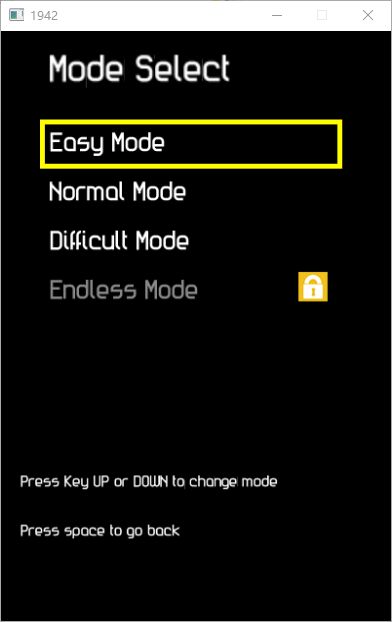 1942
Mode Select
Easy Mode
Normal Mode
Difficult Mode
Endless Mode
Press Key UP or DOWN to change mode
Press space to go back